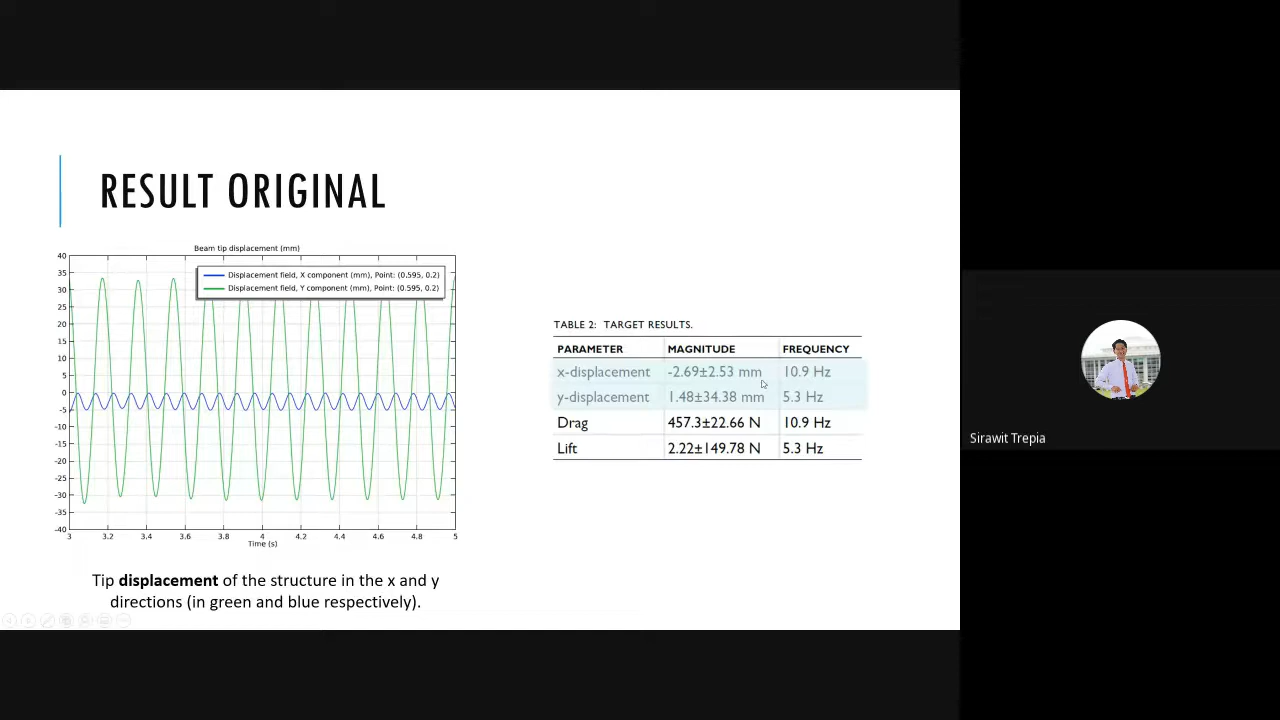 RESULT ORIGINAL
Beam tip displacement (mm)
Displacement field, X component (mm), Point: (0.595, 0.2)
Displacement field, Y component (mm), Point: (0.595, 0.2)
40
35
30
25
20
15
10
5
0
-5
-10
-15
-20
-25
-30
-35
-40
3 3.2 3.4 3.6 3.8 4 4.2 4.4 4.6 4.8 5
Time (s)
Tip displacement of the structure in the x and y
directions (in green and blue respectively).
TABLE 2: TARGET RESULTS.
PARAMETER MAGNITUDE FREQUENCY
x-displacement -2.69±2.53 mm 10.9 Hz
y-displacement 1.48±34.38 mm 5.3 Hz
Drag 457.3±22.66 N 10.9 Hz
Lift 2.22±149.78 N 5.3 Hz
Sirawit Trepia